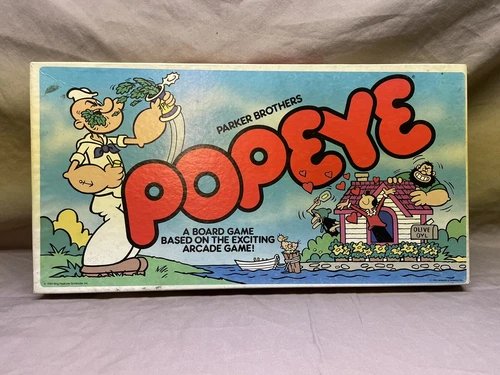 PARKER BROTHERS
POPEYE
A BOARD GAME
BASED ON THE EXCITING
ARCADE GAME!
OLIVE
OYL